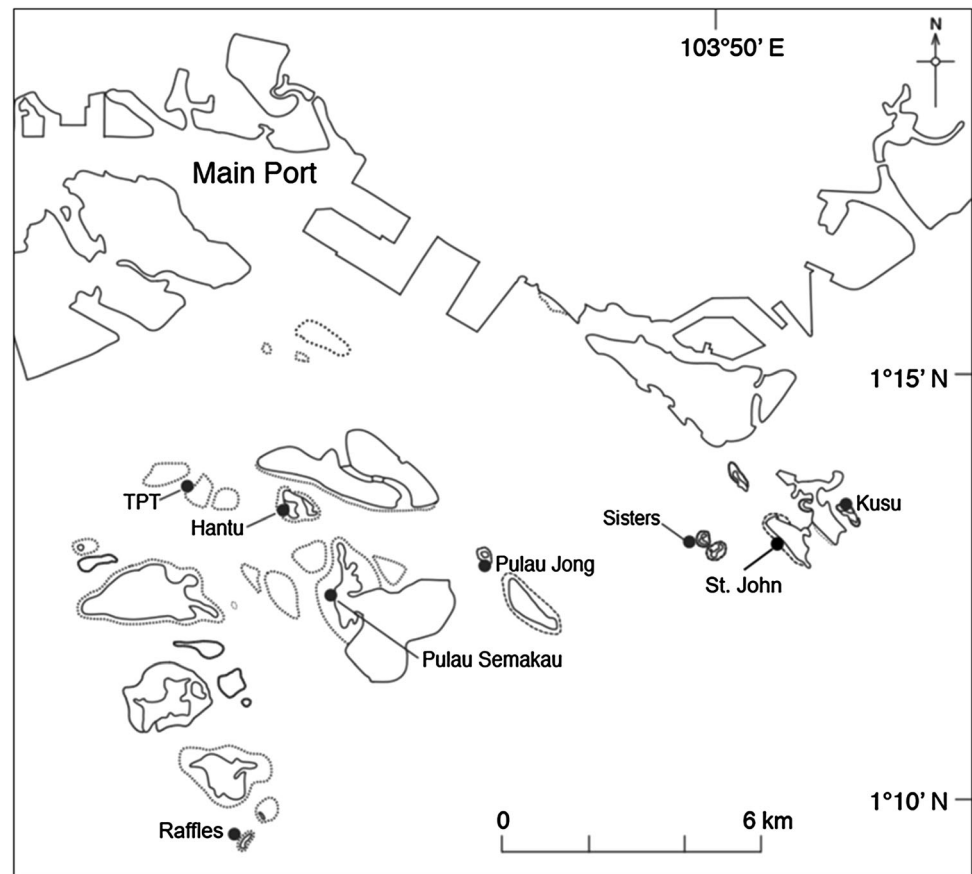 103°50' E
N
Main Port
1°15' N
TPT
Hantu
Kusu
Sisters
Pulau Jong
St. John
Pulau Semakau
1°10' N
0 6 km
Raffles